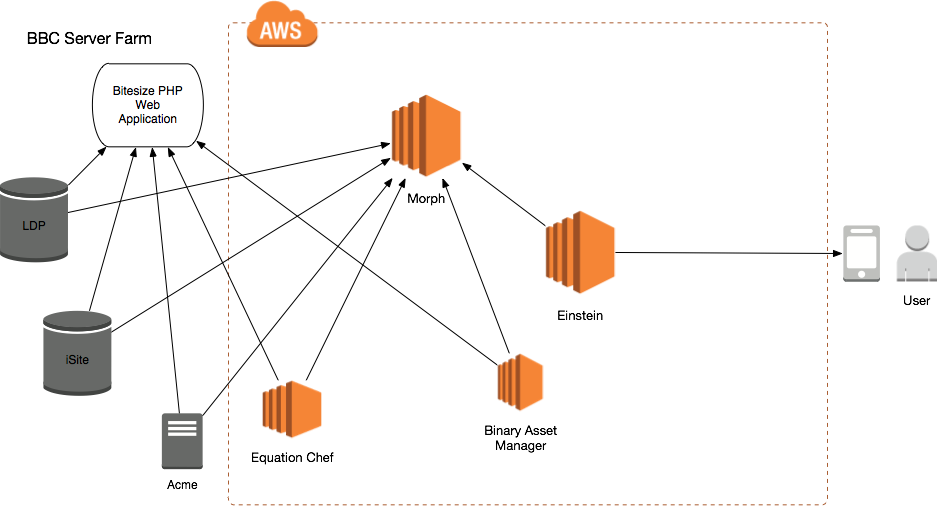 BBC Server Farm
AWS
Bitesize PHP
Web
Application
LDP
Morph
iSite
Einstein
User
Equation Chef
Binary Asset
Manager
Acme